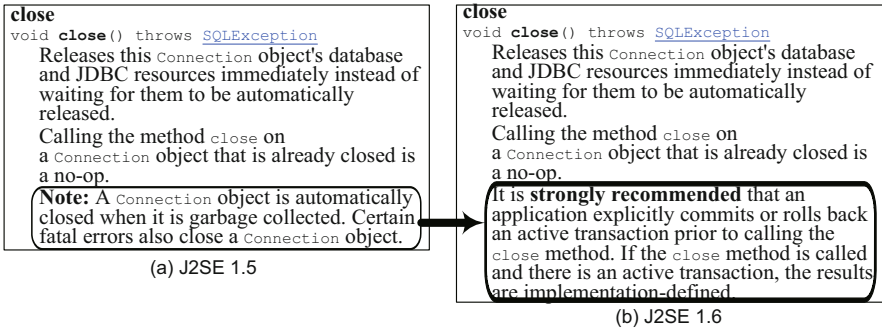 close
void close() throws SQLException
Releases this Connection object's database
and JDBC resources immediately instead of
waiting for them to be automatically
released.
Calling the method close on
a Connection object that is already closed is
a no-op.
Note: A Connection object is automatically
closed when it is garbage collected. Certain
fatal errors also close a Connection object.
(a) J2SE 1.5
close
void close() throws SQLException
Releases this Connection object's database
and JDBC resources immediately instead of
waiting for them to be automatically
released.
Calling the method close on
a Connection object that is already closed is
a no-op.
It is strongly recommended that an
application explicitly commits or rolls back
an active transaction prior to calling the
close method. If the close method is called
and there is an active transaction, the results
are implementation-defined.
(b) J2SE 1.6